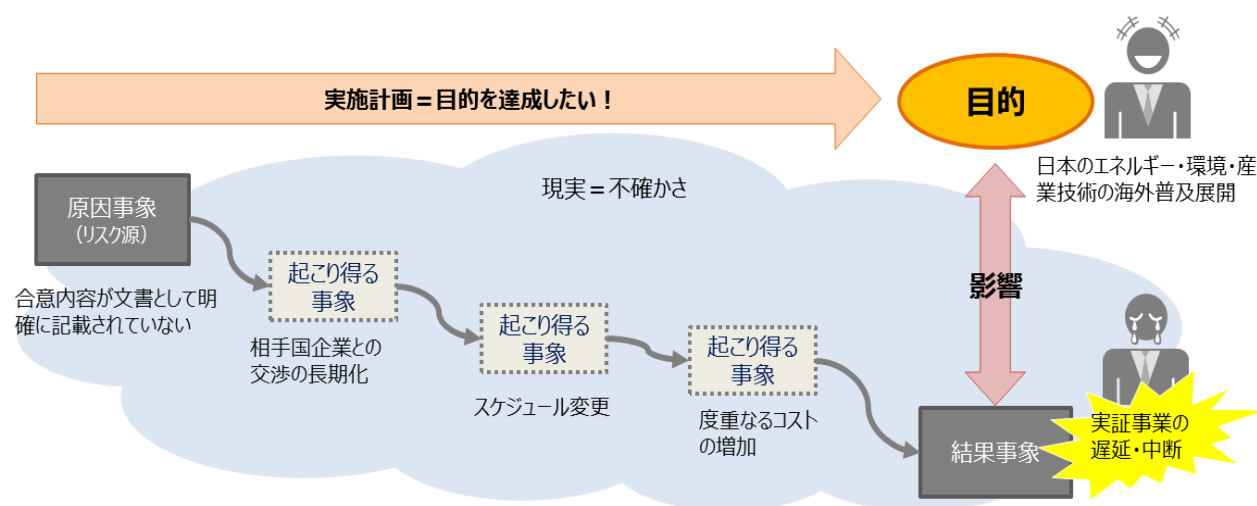 実施計画＝目的を達成したい！
目的
日本のエネルギー・環境・産
業技術の海外普及展開
現実＝不確かさ
原因事象
（リスク源）
合意内容が文書として明
確に記載されていない
起こり得る
事象
相手国企業との
交渉の長期化
起こり得る
事象
スケジュール変更
起こり得る
事象
度重なるコスト
の増加
影響
結果事象
実証事業の
遅延・中断